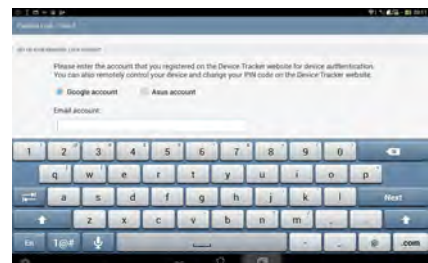 Please enter the account that you registered on the Device Tracker website for device authentication.
You can also remotely control your device and change your PIN code on the Device Tracker website.
Google account Asus account
Email account:
1 2 3 4 5 6 7 8 9 0
q w e r t y u i o p
a s d f g h j k l Next
z x c v b n m
En T@# @ .com